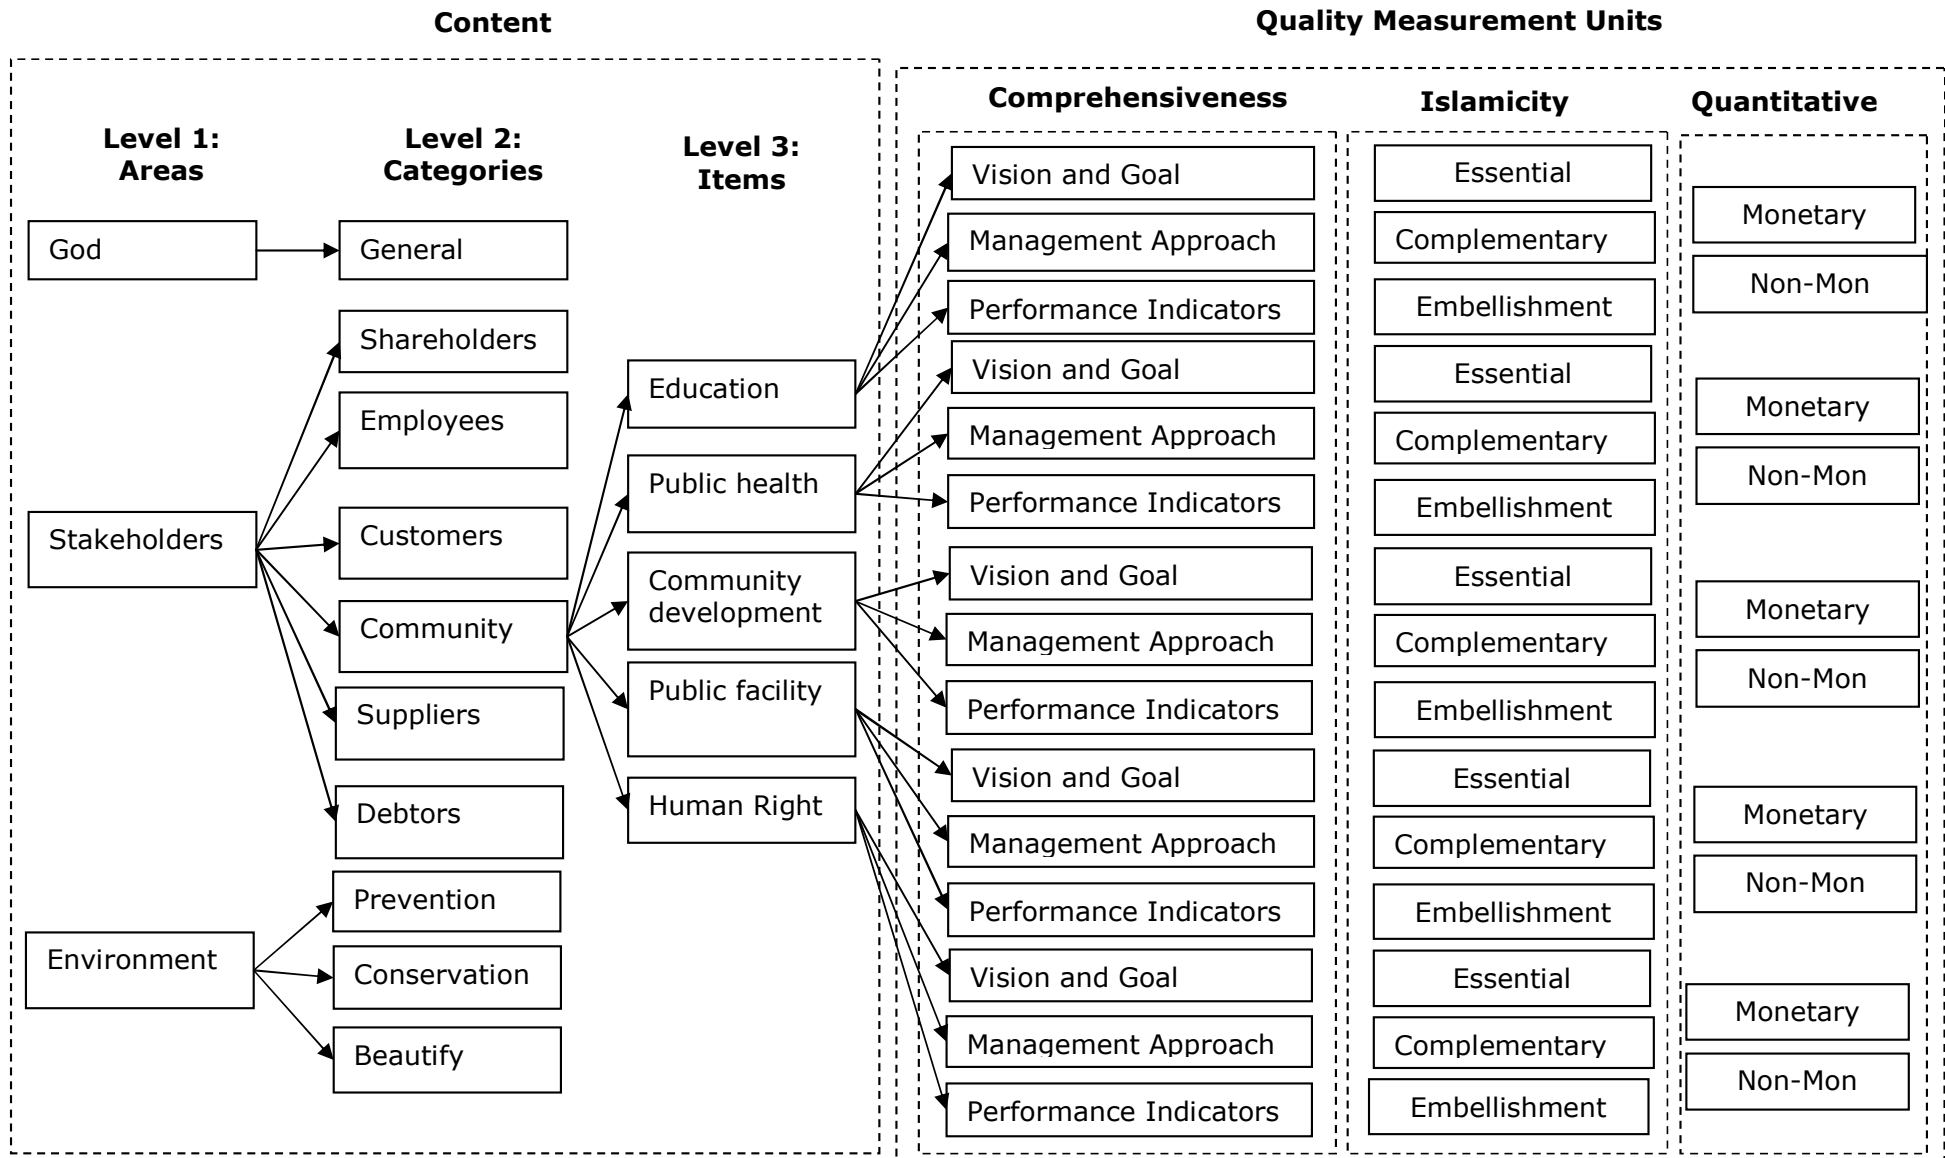 Content
Quality Measurement Units
Level 1:
Areas
Level 2:
Categories
Level 3:
Items
God
Stakeholders
Environment
General
Shareholders
Employees
Customers
Community
Suppliers
Debtors
Prevention
Conservation
Beautify
Education
Public health
Community
development
Public facility
Human Right
Comprehensiveness
Vision and Goal
Management Approach
Performance Indicators
Vision and Goal
Management Approach
Performance Indicators
Vision and Goal
Management Approach
Performance Indicators
Vision and Goal
Management Approach
Performance Indicators
Vision and Goal
Management Approach
Performance Indicators
Islamicity
Essential
Complementary
Embellishment
Essential
Complementary
Embellishment
Essential
Complementary
Embellishment
Essential
Complementary
Embellishment
Essential
Complementary
Embellishment
Quantitative
Monetary
Non-Mon
Monetary
Non-Mon
Monetary
Non-Mon
Monetary
Non-Mon
Monetary
Non-Mon